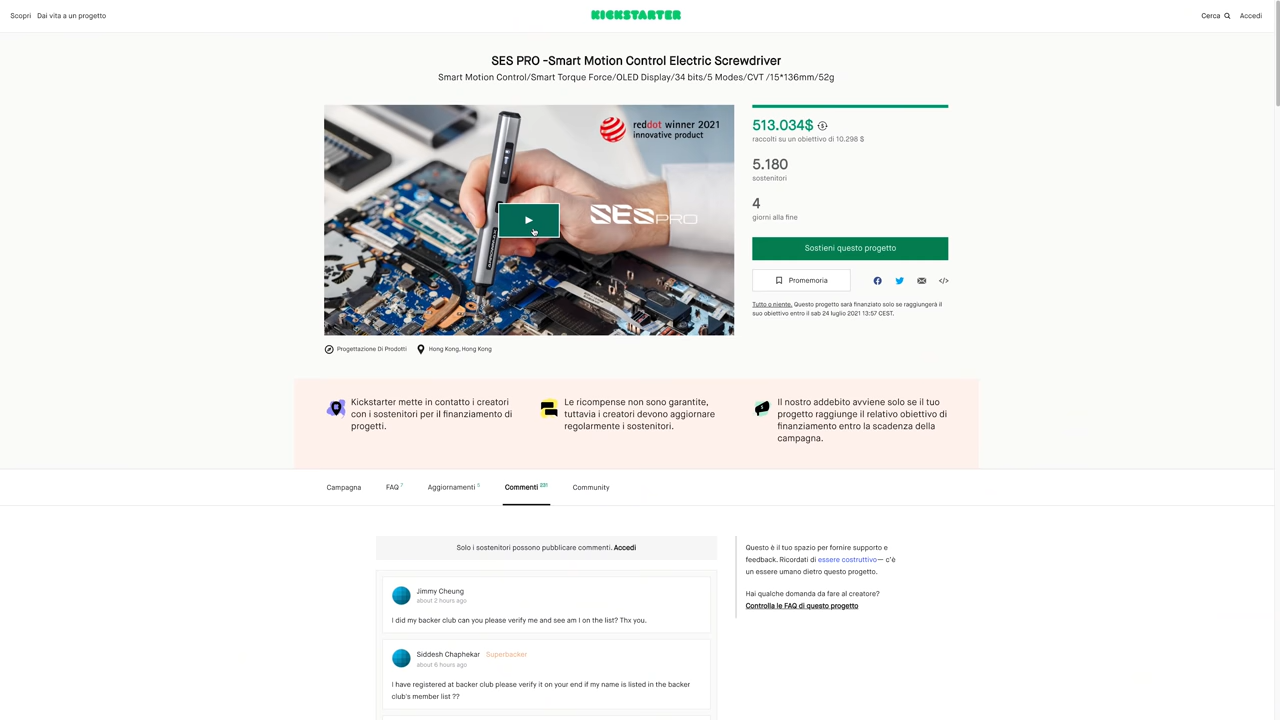 Scopri Dai vita a un progetto
KICKSTARTER
Cerca Accedi
SES PRO -Smart Motion Control Electric Screwdriver
Smart Motion Control/Smart Torque Force/OLED Display/34 bits/5 Modes/CVT /15*136mm/52g
reddot winner 2021
innovative product
SES PRO
513.034$
raccolti su un obiettivo di 10.298 $
5.180
sostenitori
4
giorni alla fine
Sostieni questo progetto
Promemoria
Tutto o niente. Questo progetto sarà finanziato solo se raggiungerà il
suo obiettivo entro il sab 24 luglio 2021 13:57 CEST.
Progettazione Di Prodotti Hong Kong, Hong Kong
Kickstarter mette in contatto i creatori
con i sostenitori per il finanziamento di
progetti.
Le ricompense non sono garantite,
tuttavia i creatori devono aggiornare
regolarmente i sostenitori.
Il nostro addebito avviene solo se il tuo
progetto raggiunge il relativo obiettivo di
finanziamento entro la scadenza della
campagna.
Campagna FAQ 7 Aggiornamenti 5 Commenti 231 Community
Solo i sostenitori possono pubblicare commenti. Accedi
Jimmy Cheung
about 2 hours ago
I did my backer club can you please verify me and see am I on the list? Thx you.
Siddesh Chaphekar Superbacker
about 6 hours ago
I have registered at backer club please verify it on your end if my name is listed in the backer
club's member list ??
Questo è il tuo spazio per fornire supporto e
feedback. Ricordati di essere costruttivo— c'è
un essere umano dietro questo progetto.
Hai qualche domanda da fare al creatore?
Controlla le FAQ di questo progetto